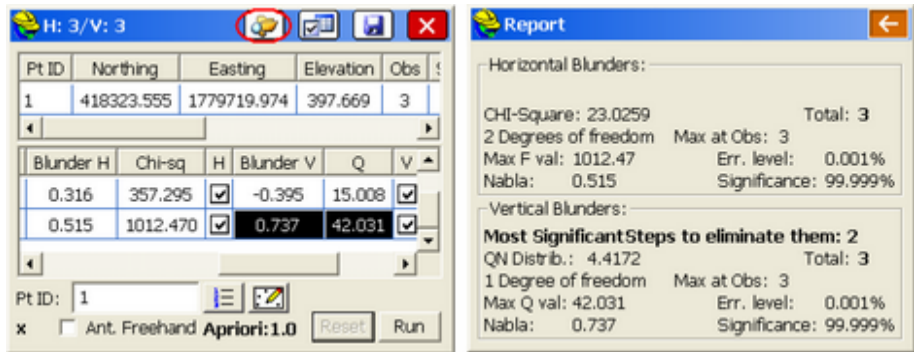 H: 3/V: 3
Pt ID Northing Easting Elevation Obs
1 418323.555 1779719.974 397.669 3
Blunder H Chi-sq H Blunder V Q V
0.316 357.295 -0.395 15.008
0.515 1012.470 0.737 42.031
Pt ID: 1
x Ant. Freehand Apriori:1.0 Reset Run
Report
Horizontal Blunders:
CHI-Square: 23.0259 Total: 3
2 Degrees of freedom Max at Obs: 3
Max F val: 1012.47 Err. level: 0.001%
Nabla: 0.515 Significance: 99.999%
Vertical Blunders:
Most SignificantSteps to eliminate them: 2
QN Distrib.: 4.4172 Total: 3
1 Degree of freedom Max at Obs: 3
Max Q val: 42.031 Err. level: 0.001%
Nabla: 0.737 Significance: 99.999%